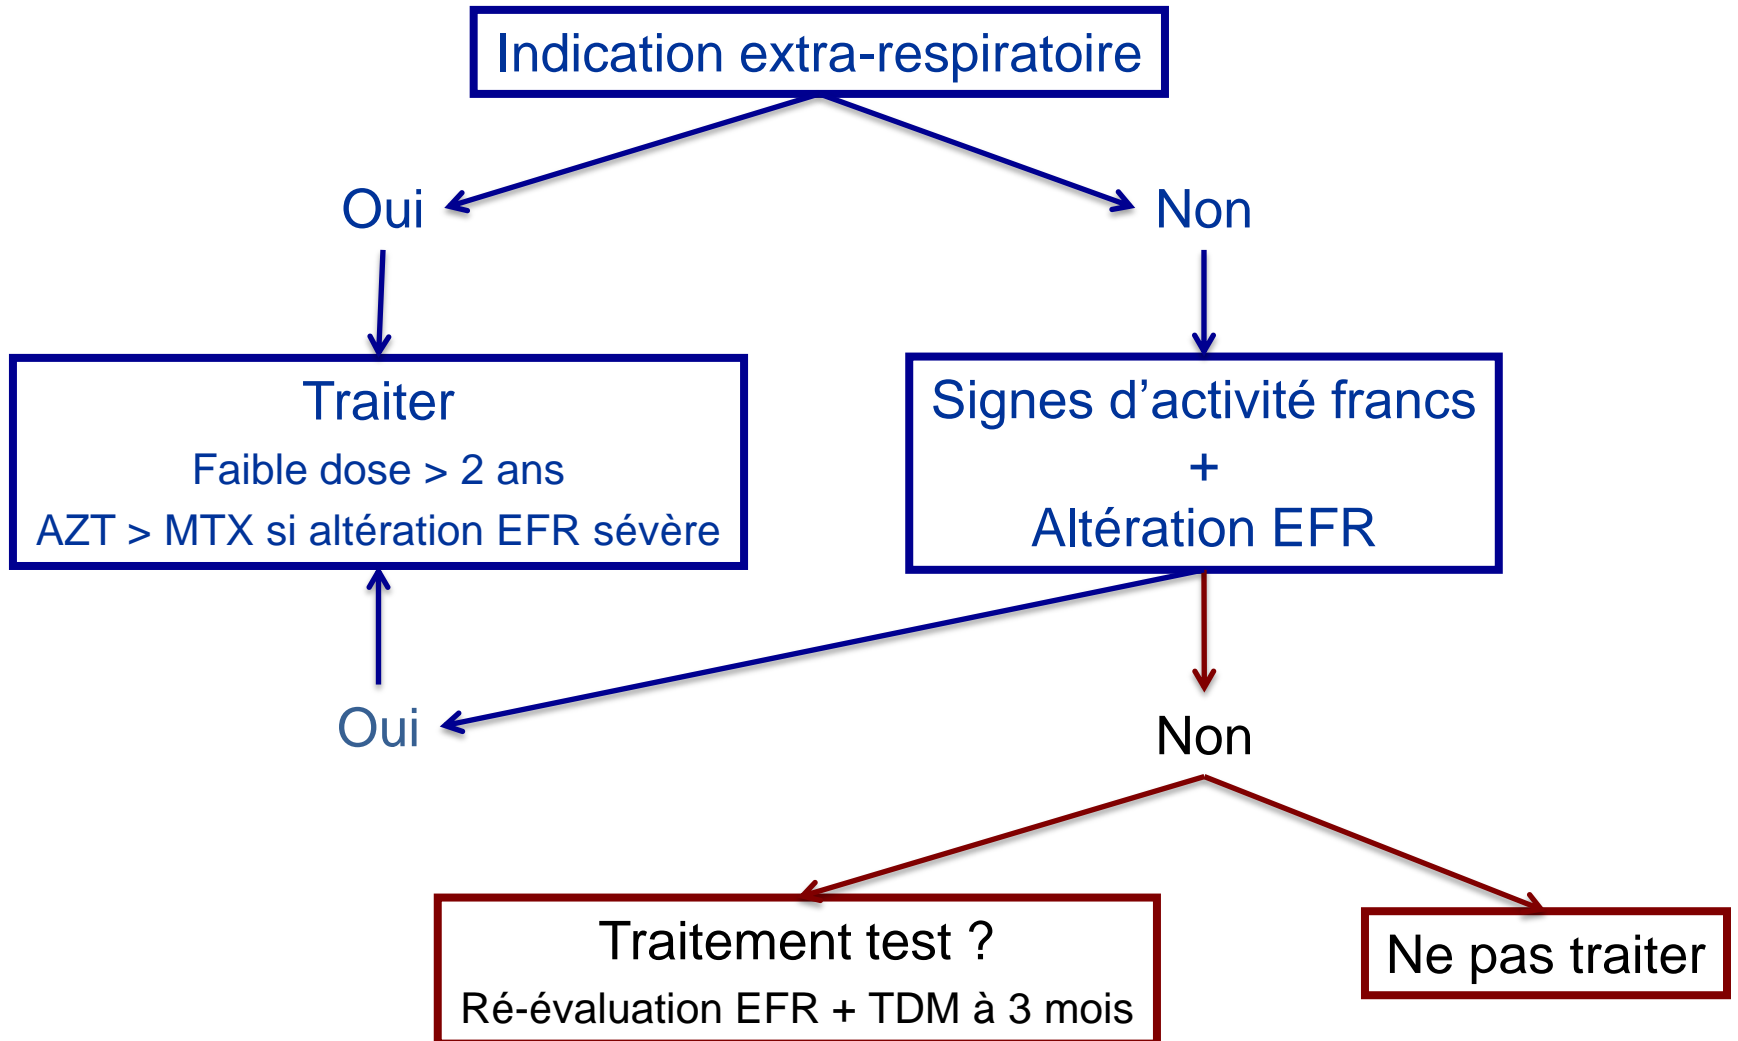 Indication extra-respiratoire
Oui
Non
Traiter
Faible dose > 2 ans
AZT > MTX si altération EFR sévère
Signes d’activité francs
+
Altération EFR
Oui
Non
Traitement test ?
Ré-évaluation EFR + TDM à 3 mois
Ne pas traiter